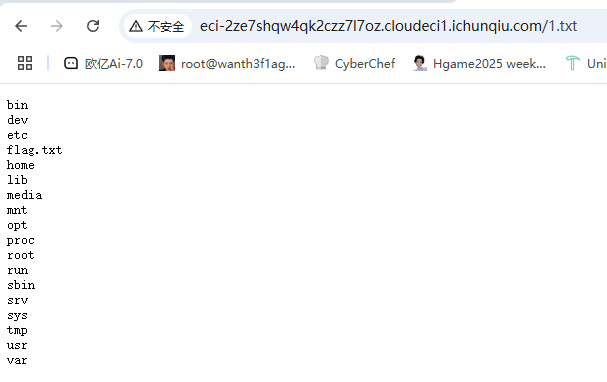 不安全 eci-2ze7shqw4qk2czz7l7oz.cloudeci1.ichunqiu.com/1.txt
欧亿Ai-7.0 root@wanth3f1ag... CyberChef Hgame2025 week... Uni
bin
dev
etc
flag.txt
home
lib
media
mnt
opt
proc
root
run
sbin
srv
sys
tmp
usr
var